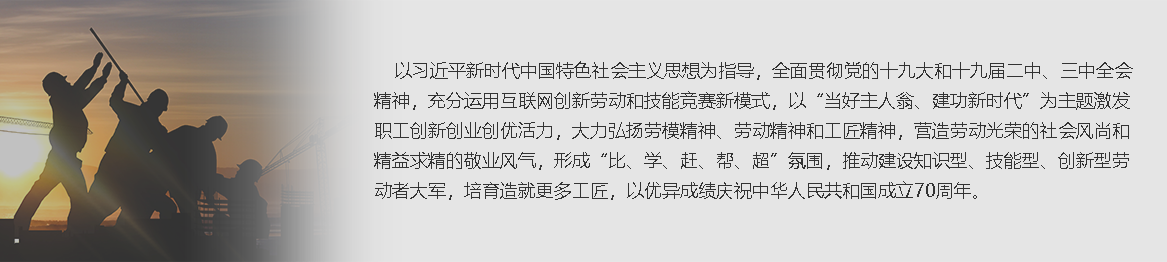 以习近平新时代中国特色社会主义思想为指导，全面贯彻党的十九大和十九届二中、三中全会
精神，充分运用互联网创新劳动和技能竞赛新模式，以“当好主人翁、建功新时代”为主题激发
职工创新创业创优活力，大力弘扬劳模精神、劳动精神和工匠精神，营造劳动光荣的社会风尚和
精益求精的敬业风气，形成“比、学、赶、帮、超”氛围，推动建设知识型、技能型、创新型劳
动者大军，培育造就更多工匠，以优异成绩庆祝中华人民共和国成立70周年。